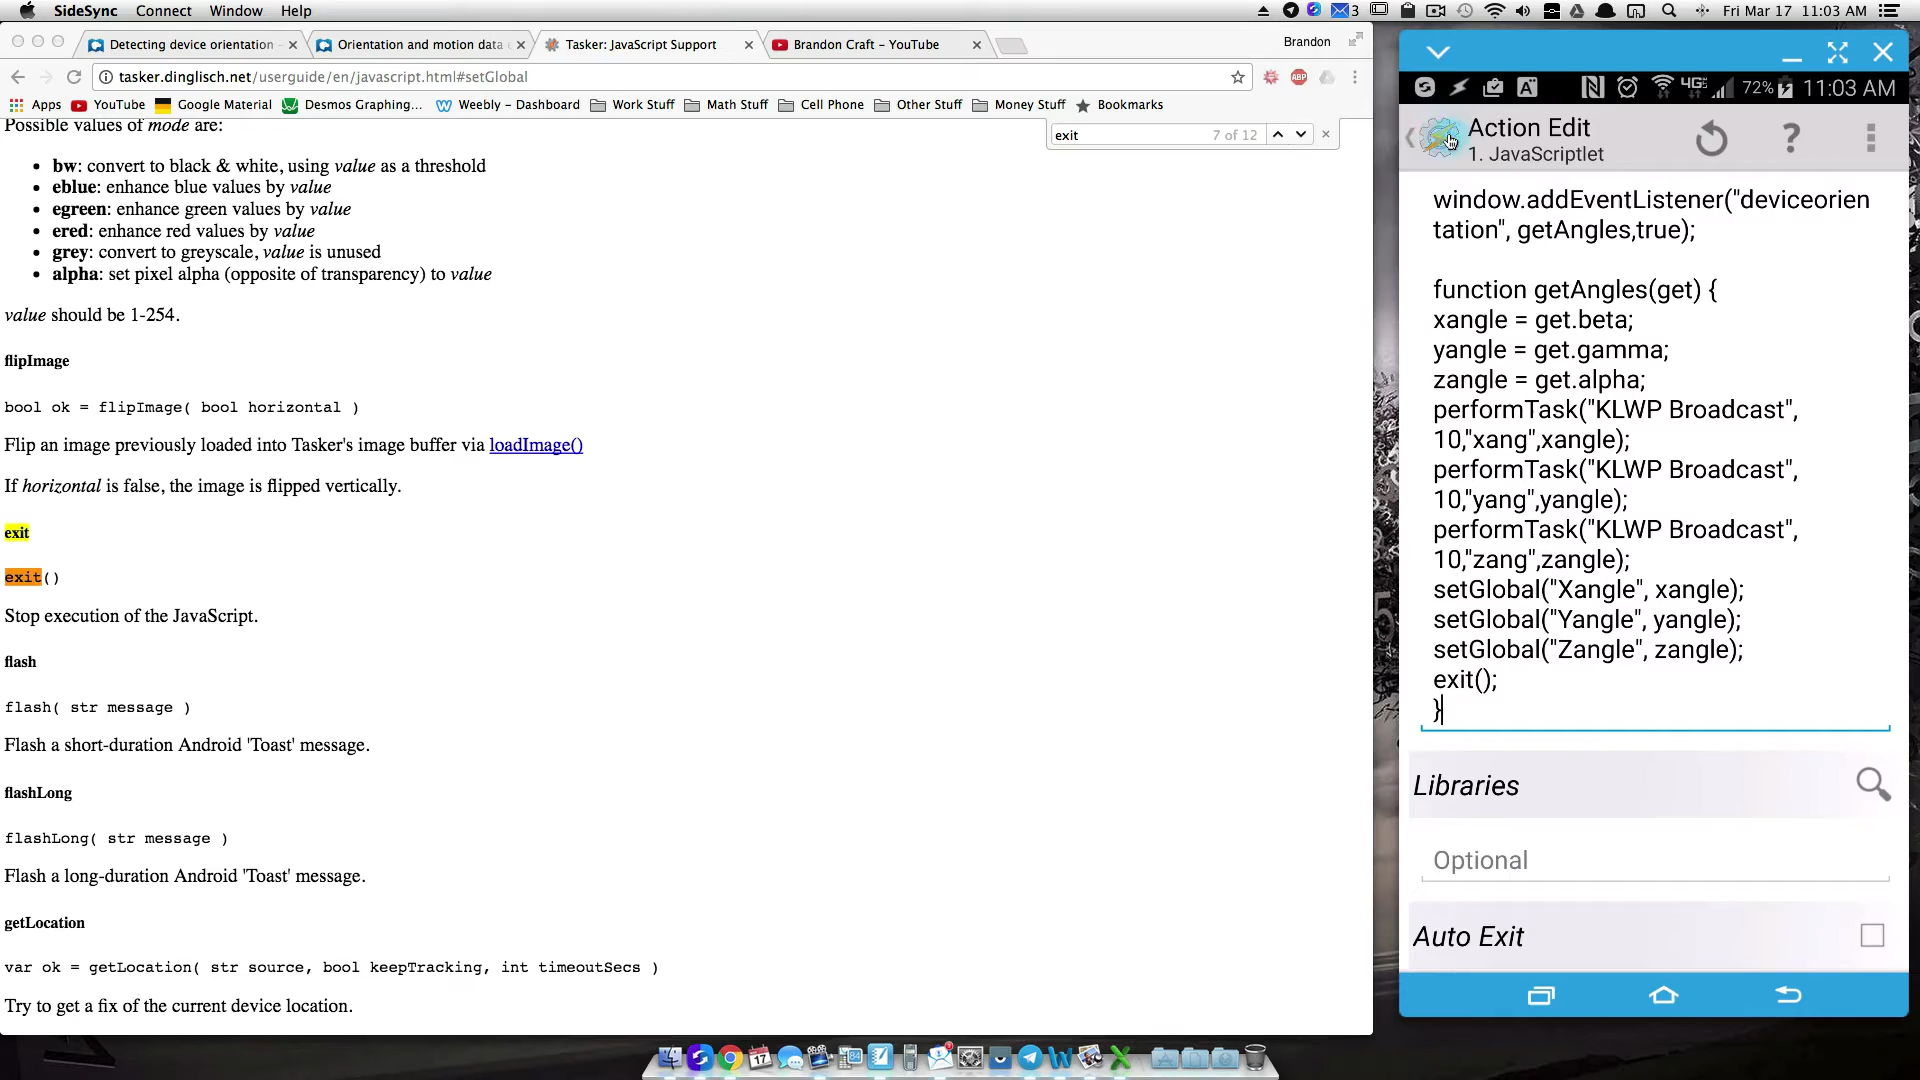 SideSync Connect Window Help
3 Fri Mar 17 11:03 AM
Detecting device orientation
Orientation and motion data
Tasker: JavaScript Support
Brandon Craft – YouTube
Brandon
tasker.dinglisch.net/userguide/en/javascript.html#setGlobal
ABP
Apps YouTube Google Material Desmos Graphing... Weebly – Dashboard Work Stuff Math Stuff Cell Phone Other Stuff Money Stuff Bookmarks
exit 7 of 12
Possible values of mode are:
bw: convert to black & white, using value as a threshold
eblue: enhance blue values by value
egreen: enhance green values by value
ered: enhance red values by value
grey: convert to greyscale, value is unused
alpha: set pixel alpha (opposite of transparency) to value
value should be 1-254.
flipImage
bool ok = flipImage( bool horizontal )
Flip an image previously loaded into Tasker's image buffer via loadImage()
If horizontal is false, the image is flipped vertically.
exit
exit()
Stop execution of the JavaScript.
flash
flash( str message )
Flash a short-duration Android 'Toast' message.
flashLong
flashLong( str message )
Flash a long-duration Android 'Toast' message.
getLocation
var ok = getLocation( str source, bool keepTracking, int timeoutSecs )
Try to get a fix of the current device location.
72% 11:03 AM
Action Edit
1. JavaScriptlet
window.addEventListener("deviceorien
tation", getAngles,true);
function getAngles(get) {
xangle = get.beta;
yangle = get.gamma;
zangle = get.alpha;
performTask("KLWP Broadcast",
10,"xang",xangle);
performTask("KLWP Broadcast",
10,"yang",yangle);
performTask("KLWP Broadcast",
10,"zang",zangle);
setGlobal("Xangle", xangle);
setGlobal("Yangle", yangle);
setGlobal("Zangle", zangle);
exit();
}
Libraries
Optional
Auto Exit